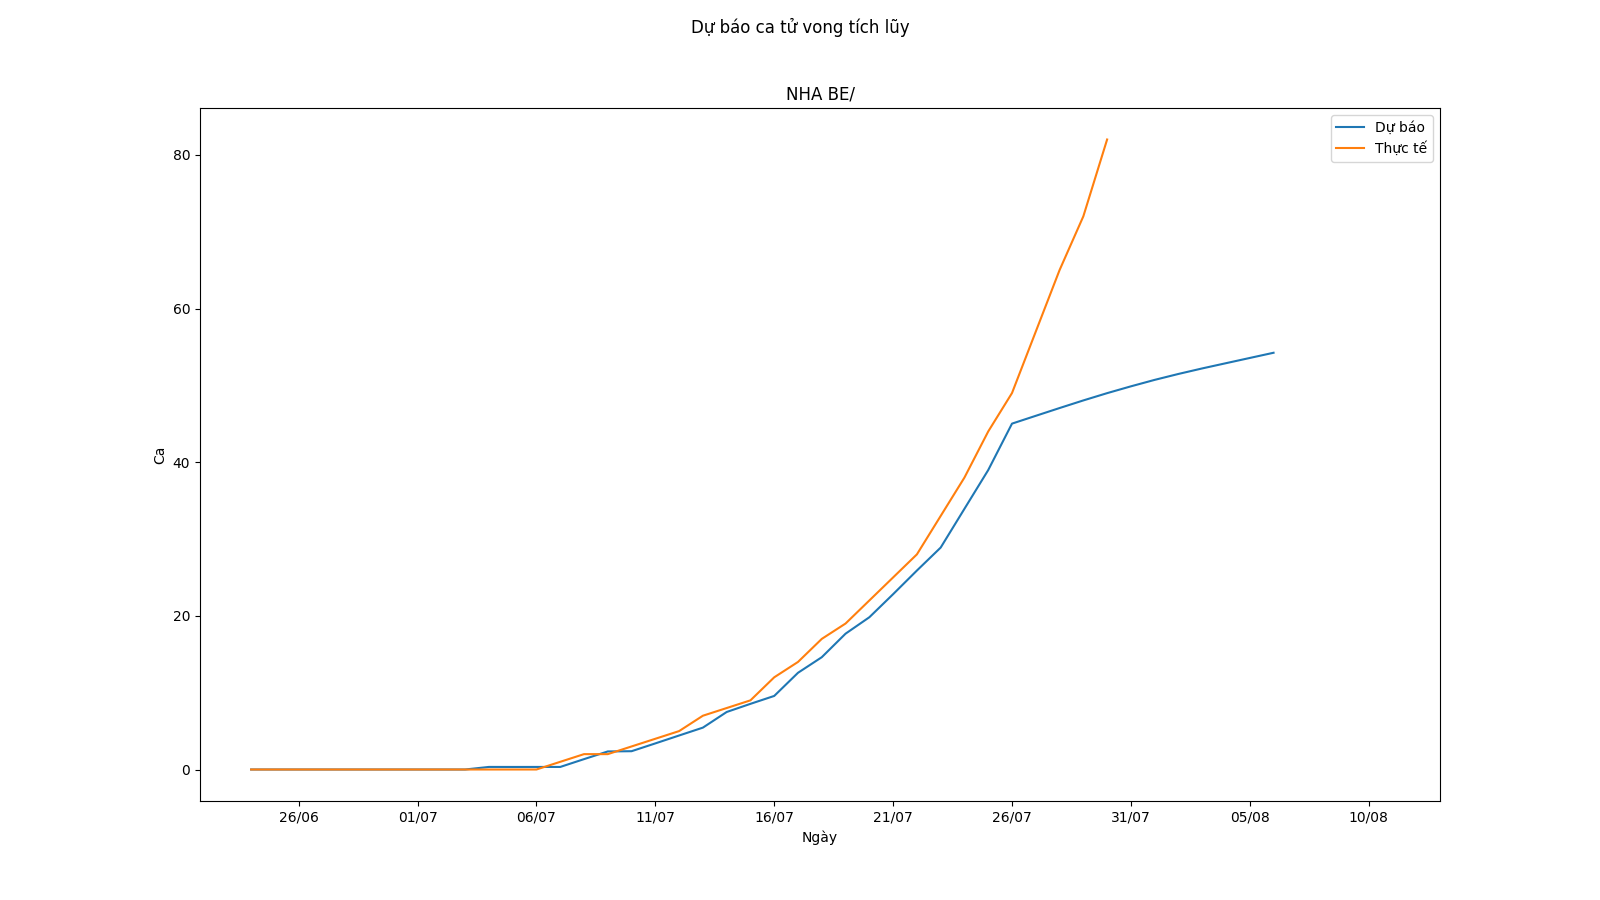 Dự báo ca tử vong tích lũy
NHA BE/
Dự báo
Thực tế
80
60
40
20
0
Ca
26/06 01/07 06/07 11/07 16/07 21/07 26/07 31/07 05/08 10/08
Ngày